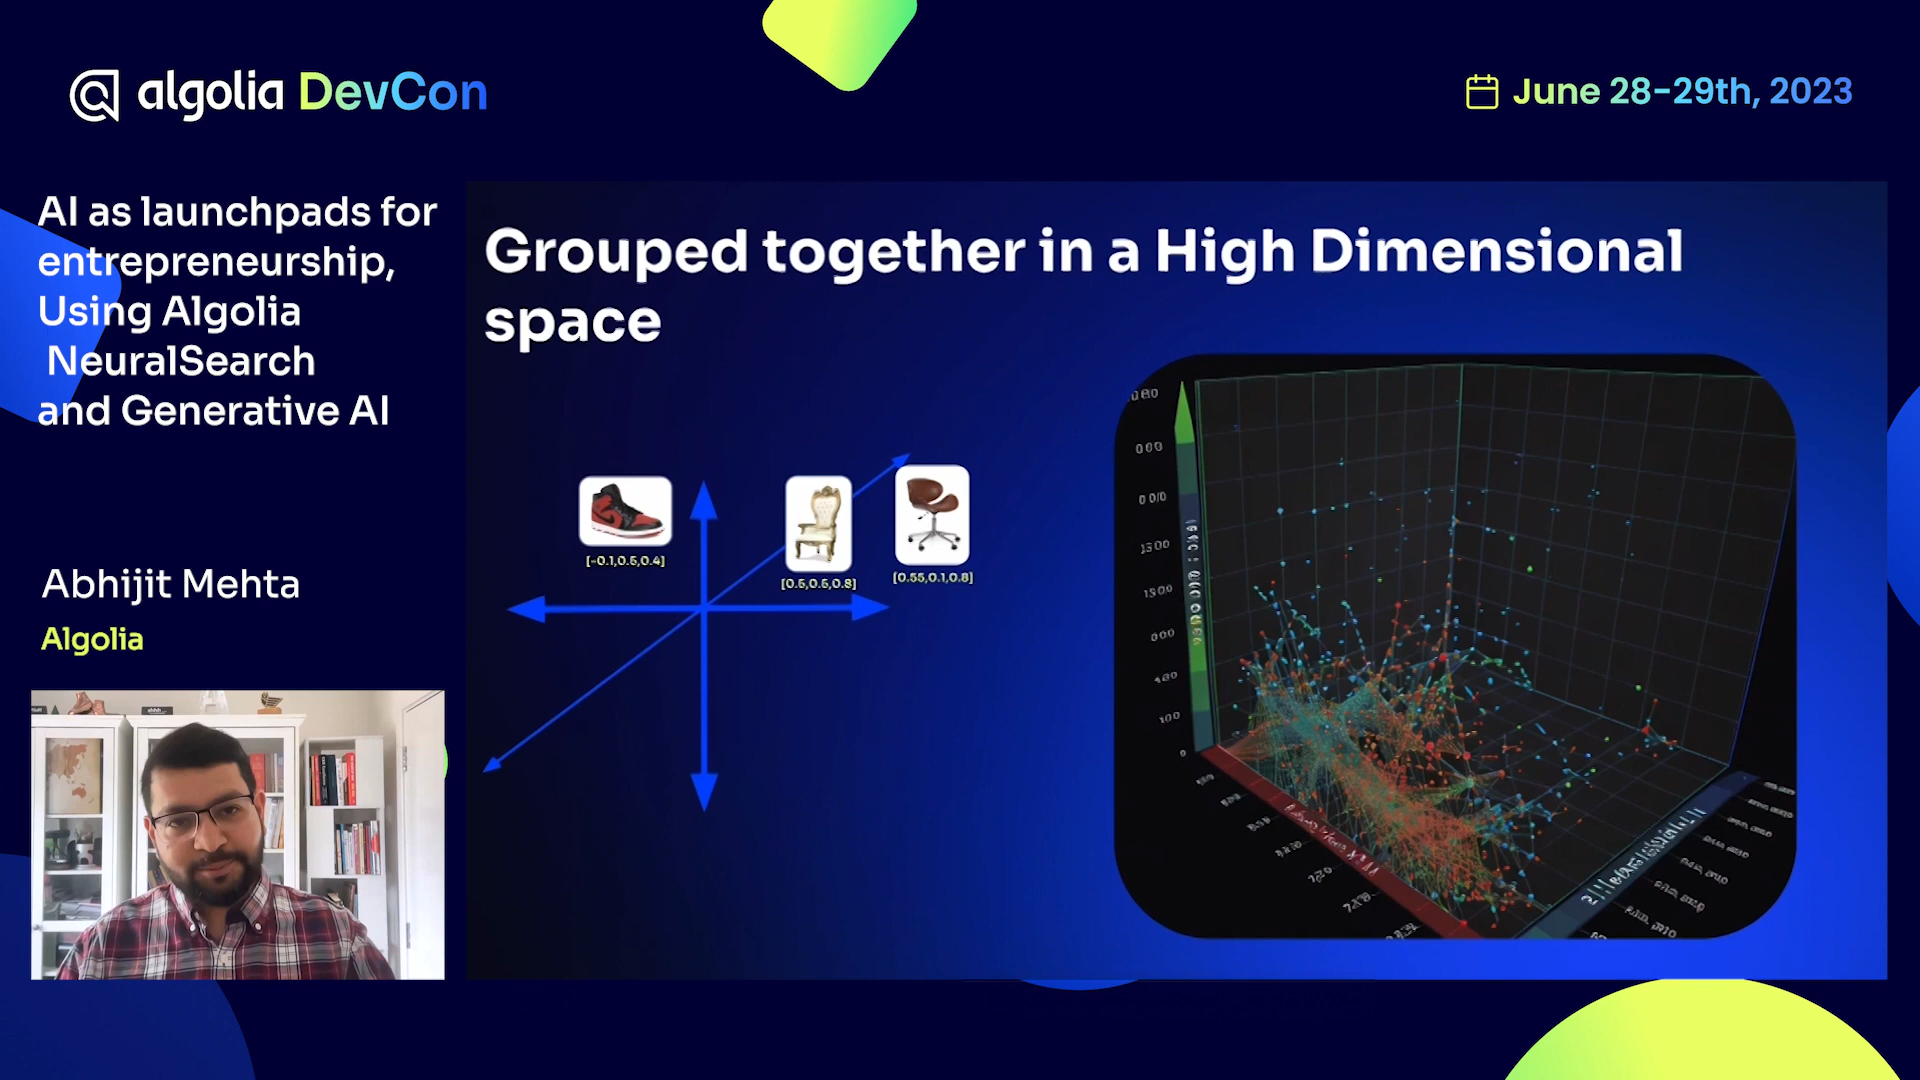 algolia DevCon
June 28-29th, 2023
AI as launchpads for
entrepreneurship,
Using Algolia
NeuralSearch
and Generative AI
Abhijit Mehta
Algolia
Grouped together in a High Dimensional
space
[-0.1,0.5,0.4]
[0.5,0.5,0.8]
[0.55,0.1,0.8]